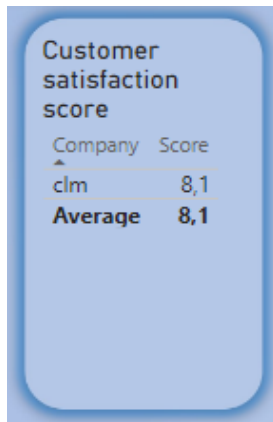 Customer
satisfaction
score
Company Score
clm 8,1
Average 8,1